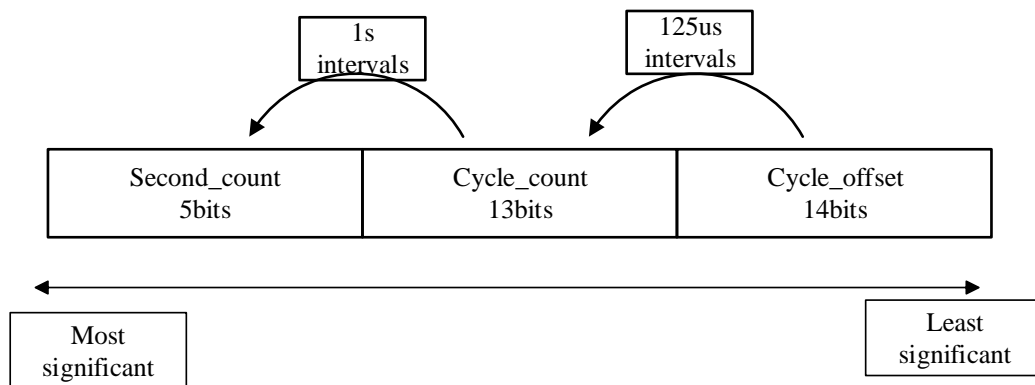 1s
intervals
125us
intervals
Second_count
5bits
Cycle_count
13bits
Cycle_offset
14bits
Most
significant
Least
significant